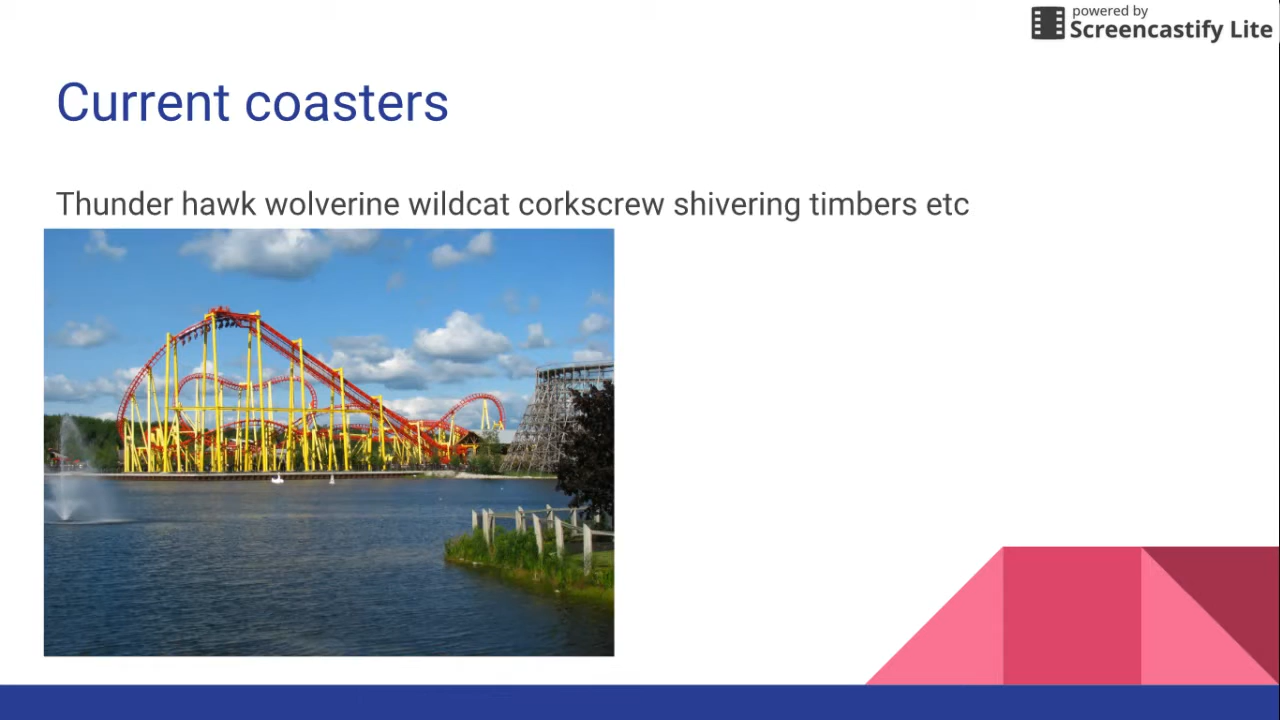 powered by
Screencastify Lite
Current coasters
Thunder hawk wolverine wildcat corkscrew shivering timbers etc